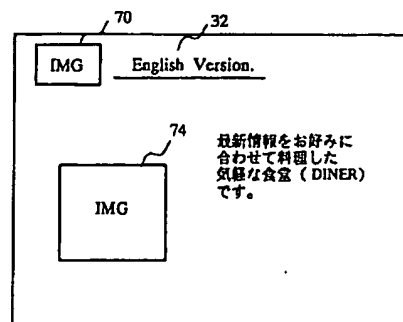 70
32
IMG
English Version.
74
IMG
最新情報をお好みに
合わせて料理した
気軽な食堂 ( DINER)
です。